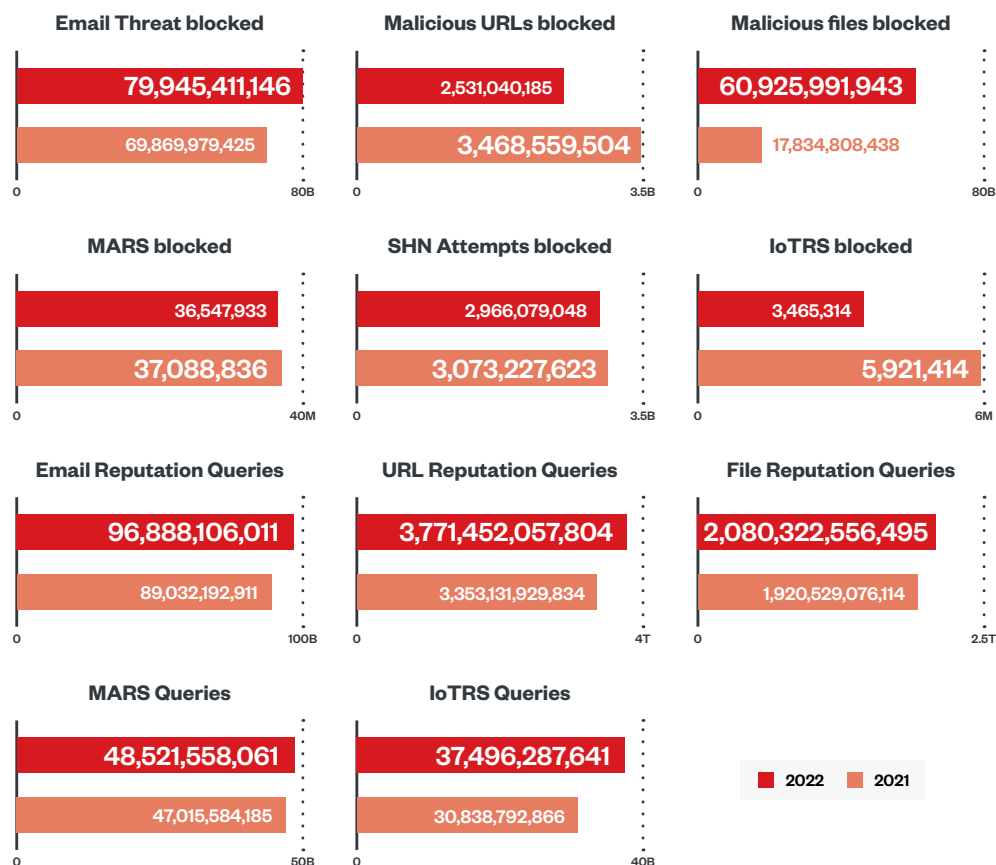 Email Threat blocked
79,945,411,146
69,869,979,425
0
80B
Malicious URLs blocked
2,531,040,185
3,468,559,504
0
3.5B
Malicious files blocked
60,925,991,943
17,834,808,438
0
80B
MARS blocked
36,547,933
37,088,836
0
40M
SHN Attempts blocked
2,966,079,048
3,073,227,623
0
3.5B
IoTRS blocked
3,465,314
5,921,414
0
6M
Email Reputation Queries
96,888,106,011
89,032,192,911
0
100B
URL Reputation Queries
3,771,452,057,804
3,353,131,929,834
0
4T
File Reputation Queries
2,080,322,556,495
1,920,529,076,114
0
2.5T
MARS Queries
48,521,558,061
47,015,584,185
0
50B
IoTRS Queries
37,496,287,641
30,838,792,866
0
40B
2022
2021